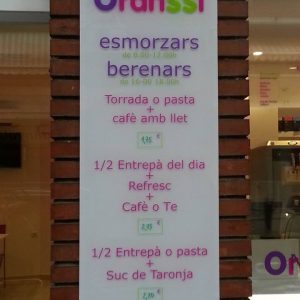 Oranssi
esmorzars
berenars
Torrada o pasta
+
cafè amb llet
€
1/2 Entrepà del dia
+
Refresc
+
Cafè o Te
€
1/2 Entrepà o pasta
+
Suc de Taronja
€